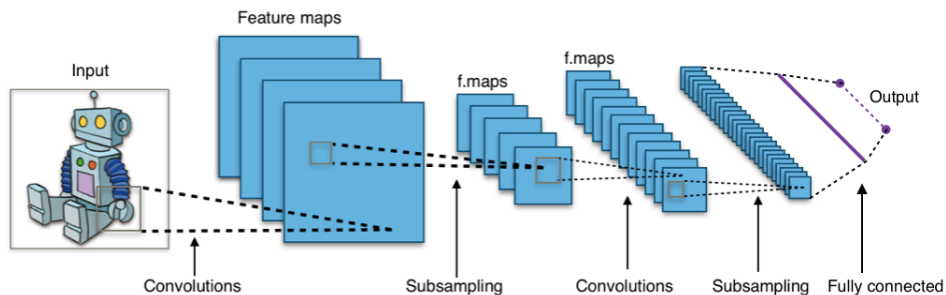 Feature maps
Input
f.maps
f.maps
Output
Convolutions
Subsampling
Convolutions
Subsampling
Fully connected